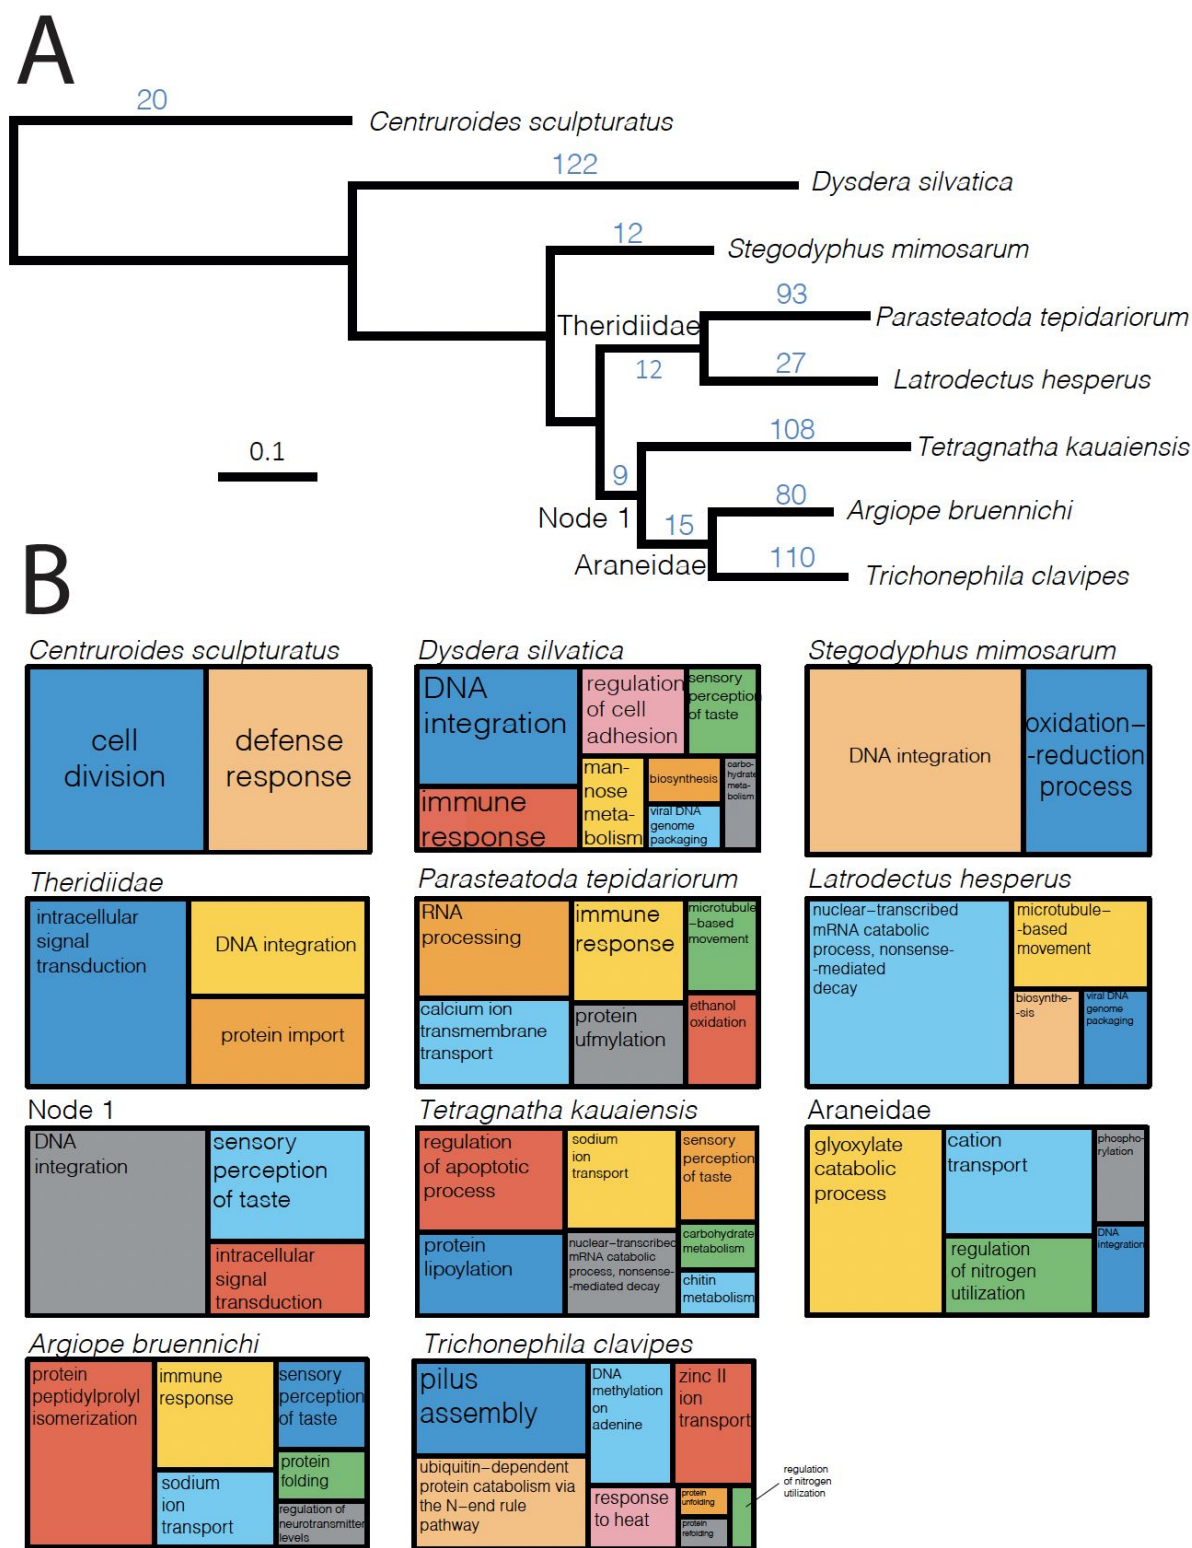 A
20
Centruroides sculpturatus
122
Dysdera silvatica
12
Stegodyphus mimosarum
93
Theridiidae
Parasteatoda tepidariorum
12
27
Latrodectus hesperus
0.1
108
Tetragnatha kauaiensis
9
80
Node 1
15
Argiope bruennichi
110
Araneidae
Trichonephila clavipes
B
Centruroides sculpturatus
cell
division
defense
response
Dysdera silvatica
DNA
integration
immune
response
regulation
of cell
adhesion
sensory
perception
of taste
man-
nose
meta-
bolism
biosynthesis
viral DNA
genome
packaging
carbo-
hydrate
meta-
bolism
Stegodyphus mimosarum
DNA integration
oxidation–
-reduction
process
Theridiidae
intracellular
signal
transduction
DNA integration
protein import
Parasteatoda tepidariorum
RNA
processing
calcium ion
transmembrane
transport
immune
response
protein
ufmylation
microtubule
–based
movement
ethanol
oxidation
Latrodectus hesperus
nuclear–transcribed
mRNA catabolic
process, nonsense-
-mediated
decay
microtubule–
-based
movement
biosynthe-
-sis
viral DNA
genome
packaging
Node 1
DNA
integration
sensory
perception
of taste
intracellular
signal
transduction
Tetragnatha kauaiensis
regulation
of apoptotic
process
protein
lipoylation
sodium
ion
transport
nuclear–transcribed
mRNA catabolic
process, nonsense-
-mediated decay
sensory
perception
of taste
carbohydrate
metabolism
chitin
metabolism
Araneidae
glyoxylate
catabolic
process
cation
transport
regulation
of nitrogen
utilization
phospho-
rylation
DNA
integration
Argiope bruennichi
protein
peptidylprolyl
isomerization
immune
response
sodium
ion
transport
sensory
perception
of taste
protein
folding
regulation of
neurotransmitter
levels
Trichonephila clavipes
pilus
assembly
ubiquitin–dependent
protein catabolism via
the N–end rule
pathway
DNA
methylation
on
adenine
zinc II
ion
transport
response
to heat
protein
unfolding
protein
refolding
regulation
of nitrogen
utilization